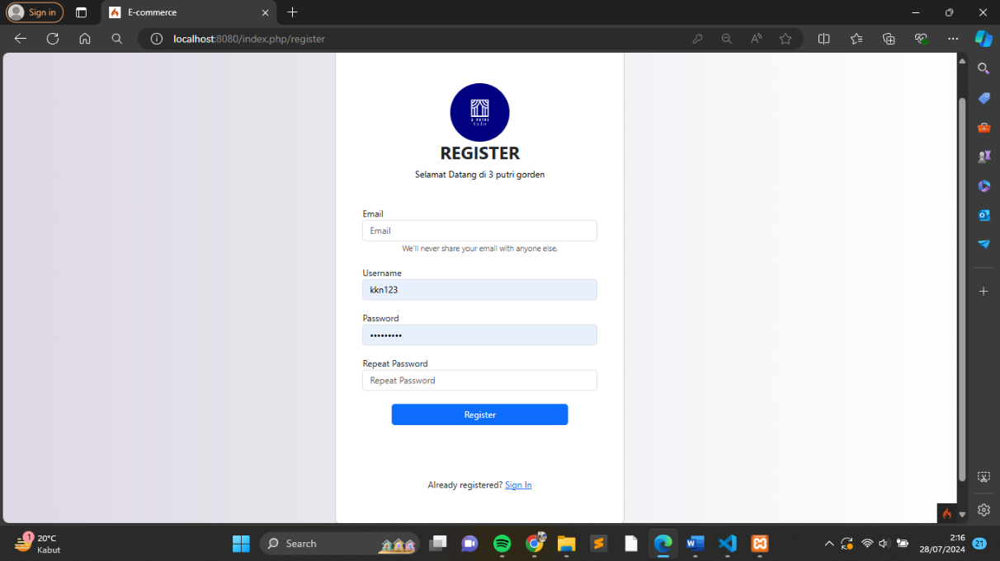 Sign in
E-commerce
localhost:8080/index.php/register
3 PUTRI
REGISTER
Selamat Datang di 3 putri gorden
Email
Email
We'll never share your email with anyone else.
Username
kkn123
Password
•••••••••
Repeat Password
Repeat Password
Register
Already registered? Sign In
1
20°C
Kabut
Search
2:16
28/07/2024
21